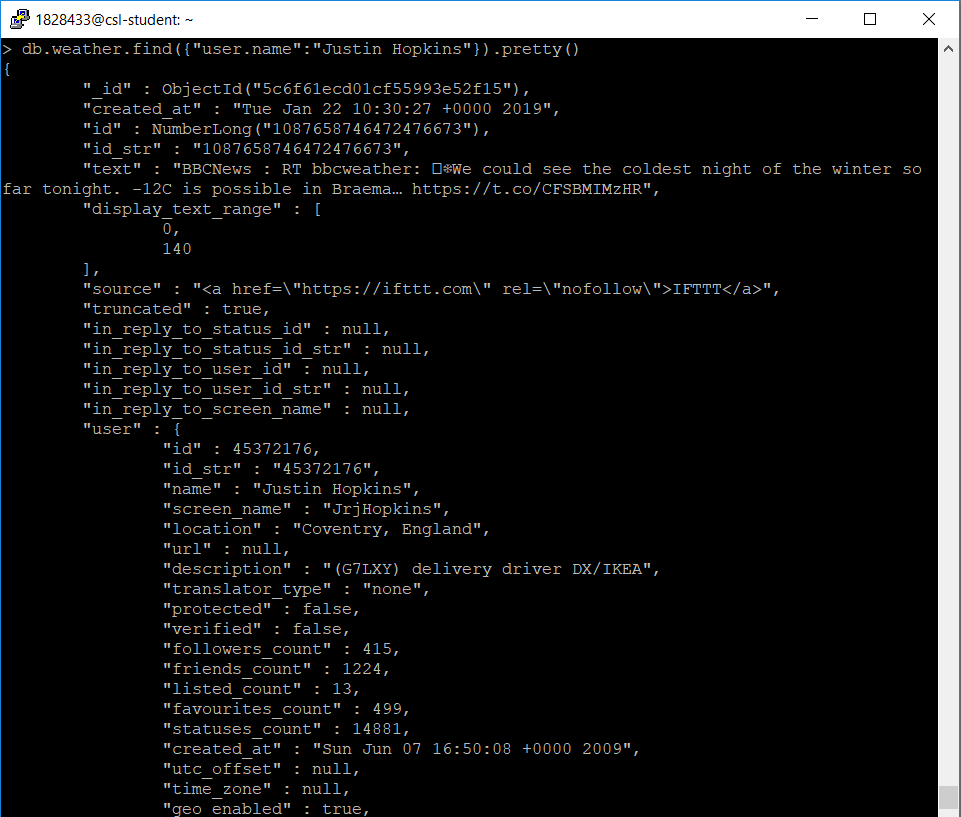 1828433@csl-student: ~
> db.weather.find({"user.name":"Justin Hopkins"}).pretty()
{
"_id" : ObjectId("5c6f61ecd01cf55993e52f15"),
"created_at" : "Tue Jan 22 10:30:27 +0000 2019",
"id" : NumberLong("1087658746472476673"),
"id_str" : "1087658746472476673",
"text" : "BBCNews : RT bbcweather: □❄We could see the coldest night of the winter so
far tonight. -12C is possible in Braema… https://t.co/CFSBMIMzHR",
"display_text_range" : [
0,
140
],
"source" : "<a href=\"https://ifttt.com\" rel=\"nofollow\">IFTTT</a>",
"truncated" : true,
"in_reply_to_status_id" : null,
"in_reply_to_status_id_str" : null,
"in_reply_to_user_id" : null,
"in_reply_to_user_id_str" : null,
"in_reply_to_screen_name" : null,
"user" : {
"id" : 45372176,
"id_str" : "45372176",
"name" : "Justin Hopkins",
"screen_name" : "JrjHopkins",
"location" : "Coventry, England",
"url" : null,
"description" : "(G7LXY) delivery driver DX/IKEA",
"translator_type" : "none",
"protected" : false,
"verified" : false,
"followers_count" : 415,
"friends_count" : 1224,
"listed_count" : 13,
"favourites_count" : 499,
"statuses_count" : 14881,
"created_at" : "Sun Jun 07 16:50:08 +0000 2009",
"utc_offset" : null,
"time_zone" : null,
"geo_enabled" : true,